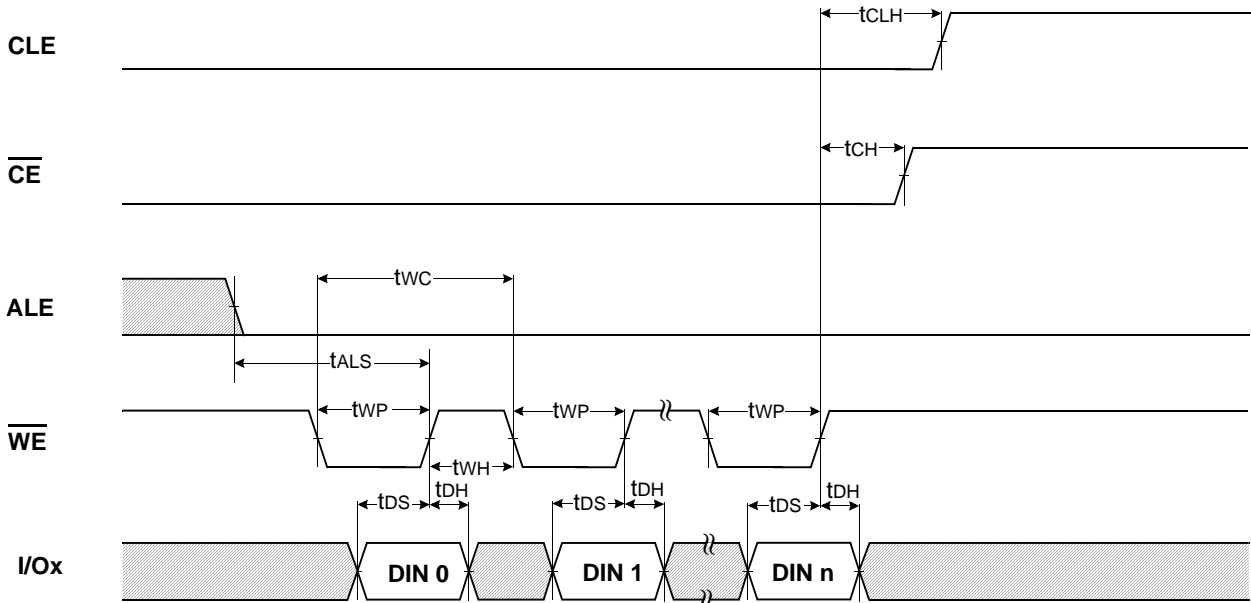 tCLH
CLE
tCH
CE
tWC
ALE
tALS
tWP
tWP
tWP
WE
tWH
tDS
tDH
tDS
tDH
tDS
tDH
I/Ox
DIN 0
DIN 1
DIN n